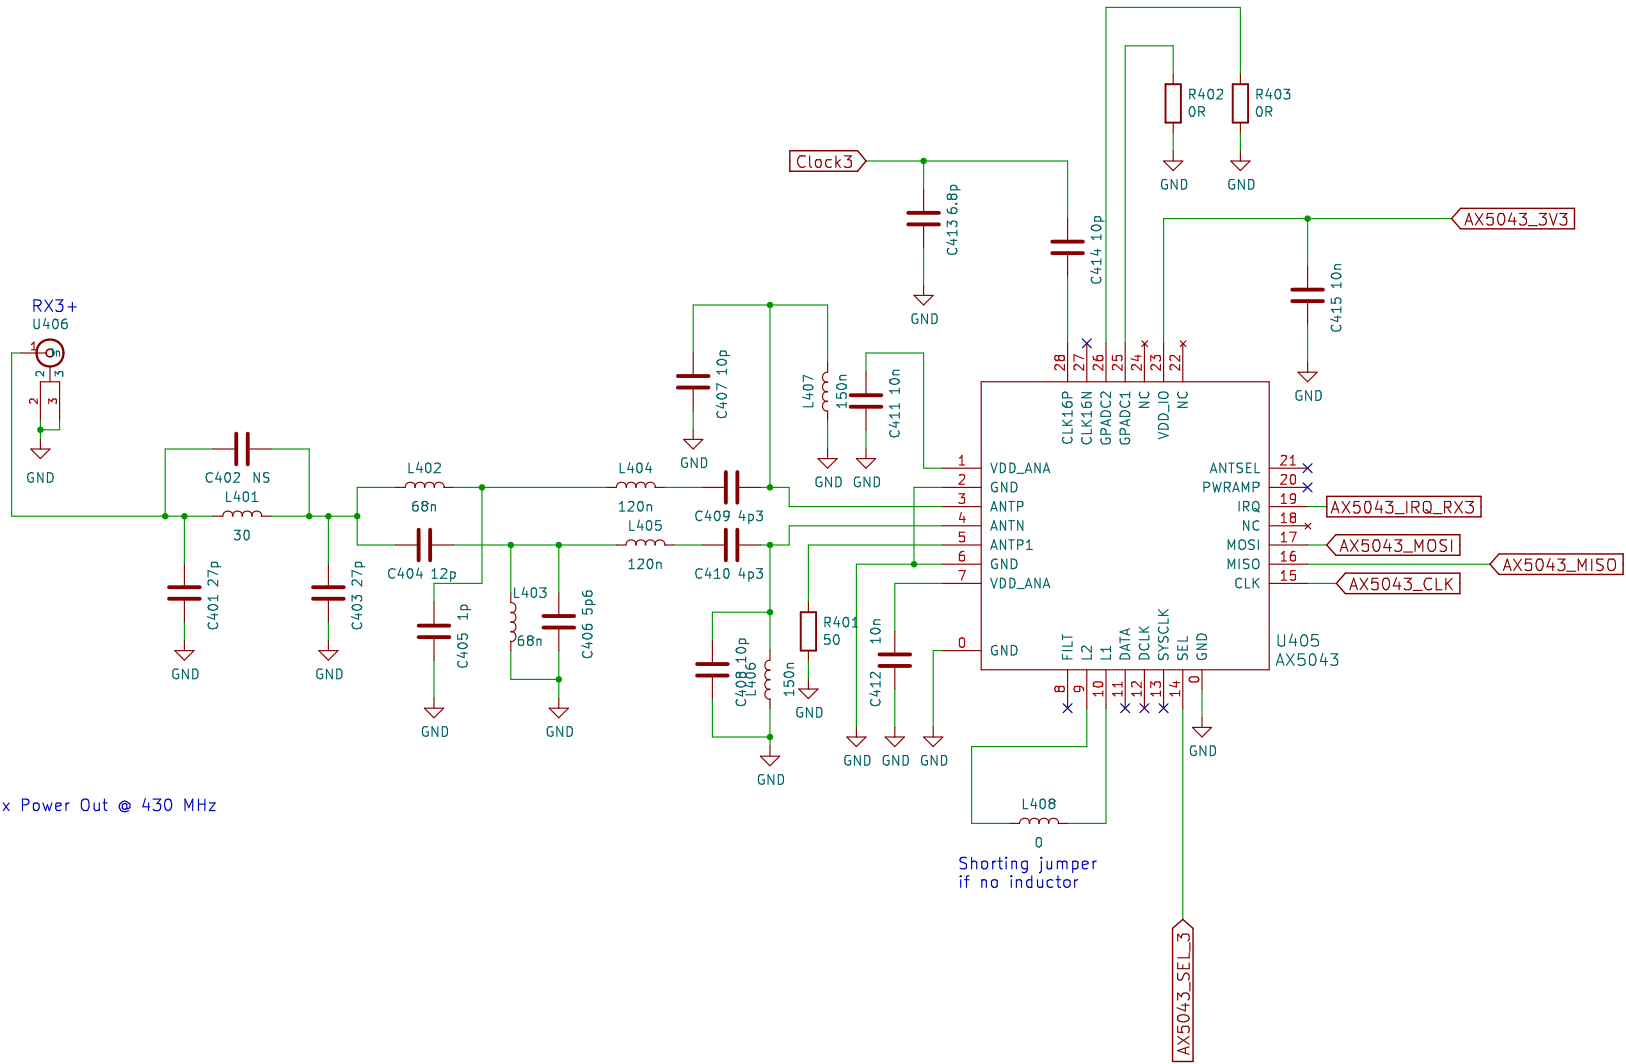 R402
0R
R403
0R
GND
GND
Clock3
C413 6.8p
GND
C414 10p
AX5043_3V3
C415 10n
GND
RX3+
U406
1
In
2
3
2
3
GND
C402 NS
L401
30
C401 27p
GND
C403 27p
GND
L402
68n
C404 12p
C405 1p
GND
L403
68n
C406 5p6
GND
L404
120n
L405
120n
C407 10p
GND
C409 4p3
C410 4p3
L407
150n
GND
C411 10n
GND
C408 10p
L406
150n
GND
R401
50
GND
C412 10n
GND
GND
GND
28
27
26
25
24
23
22
CLK16P
CLK16N
GPADC2
GPADC1
NC
VDD_IO
NC
1
VDD_ANA
2
GND
3
ANTP
4
ANTN
5
ANTP1
6
GND
7
VDD_ANA
0
GND
ANTSEL
21
PWRAMP
20
IRQ
19
AX5043_IRQ_RX3
NC
18
MOSI
17
AX5043_MOSI
MISO
16
AX5043_MISO
CLK
15
AX5043_CLK
FILT
L2
L1
DATA
DCLK
SYSCLK
SEL
GND
8
9
10
11
12
13
14
0
U405
AX5043
GND
x Power Out @ 430 MHz
L408
0
Shorting jumper
if no inductor
AX5043_SEL_3